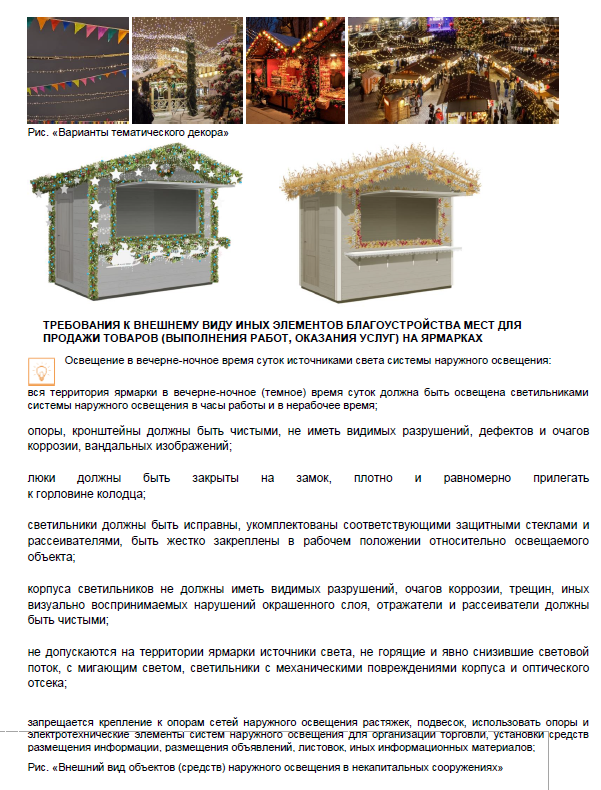 Рис. «Варианты тематического декора»
ТРЕБОВАНИЯ К ВНЕШНЕМУ ВИДУ ИНЫХ ЭЛЕМЕНТОВ БЛАГОУСТРОЙСТВА МЕСТ ДЛЯ
ПРОДАЖИ ТОВАРОВ (ВЫПОЛНЕНИЯ РАБОТ, ОКАЗАНИЯ УСЛУГ) НА ЯРМАРКАХ
Освещение в вечерне-ночное время суток источниками света системы наружного освещения:
вся территория ярмарки в вечерне-ночное (темное) время суток должна быть освещена светильниками
системы наружного освещения в часы работы и в нерабочее время;
опоры, кронштейны должны быть чистыми, не иметь видимых разрушений, дефектов и очагов
коррозии, вандальных изображений;
люки должны быть закрыты на замок, плотно и равномерно прилегать
к горловине колодца;
светильники должны быть исправны, укомплектованы соответствующими защитными стеклами и
рассеивателями, быть жестко закреплены в рабочем положении относительно освещаемого
объекта;
корпуса светильников не должны иметь видимых разрушений, очагов коррозии, трещин, иных
визуально воспринимаемых нарушений окрашенного слоя, отражатели и рассеиватели должны
быть чистыми;
не допускаются на территории ярмарки источники света, не горящие и явно снизившие световой
поток, с мигающим светом, светильники с механическими повреждениями корпуса и оптического
отсека;
запрещается крепление к опорам сетей наружного освещения растяжек, подвесок, использовать опоры и
электротехнические элементы систем наружного освещения для организации торговли, установки средств
размещения информации, размещения объявлений, листовок, иных информационных материалов;
Рис. «Внешний вид объектов (средств) наружного освещения в некапитальных сооружениях»